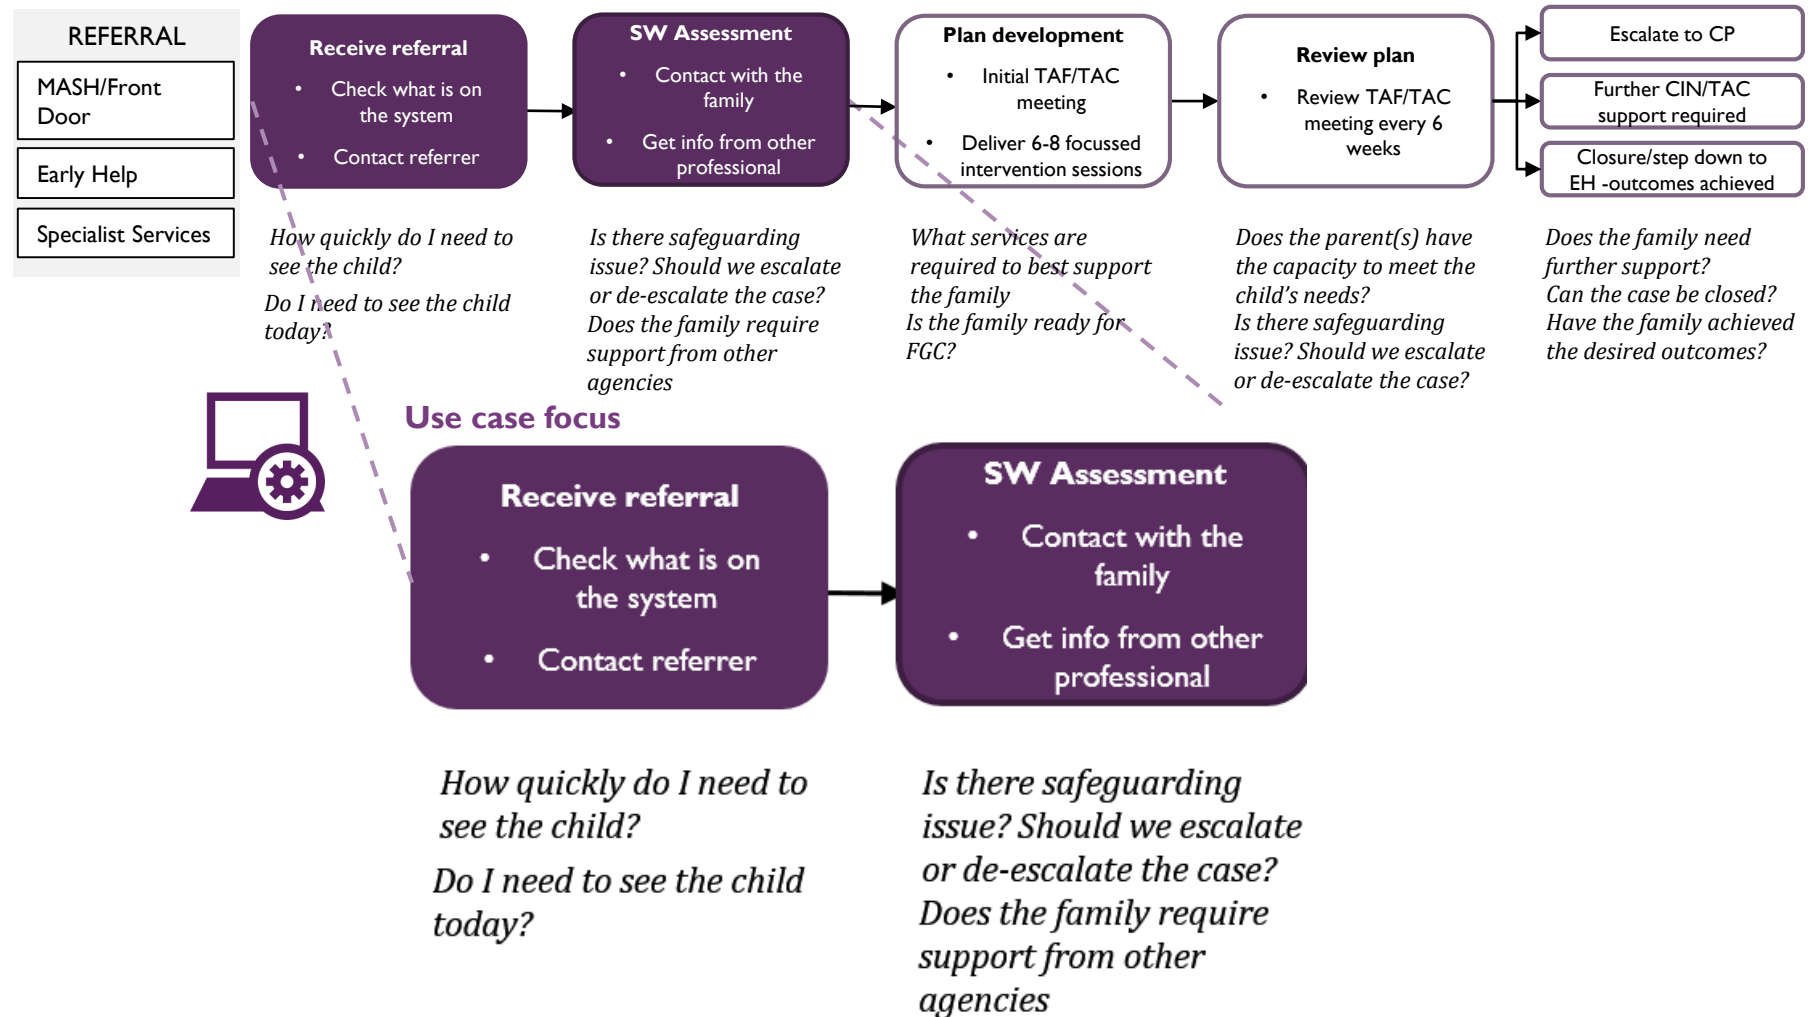 REFERRAL
MASH/Front
Door
Early Help
Specialist Services
Receive referral
• Check what is on
the system
• Contact referrer
SW Assessment
• Contact with the
family
• Get info from other
professional
Plan development
• Initial TAF/TAC
meeting
• Deliver 6-8 focussed
intervention sessions
Review plan
• Review TAF/TAC
meeting every 6
weeks
Escalate to CP
Further CIN/TAC
support required
Closure/step down to
EH -outcomes achieved
How quickly do I need to
see the child?
Do I need to see the child
today?
Is there safeguarding
issue? Should we escalate
or de-escalate the case?
Does the family require
support from other
agencies
What services are
required to best support
the family
Is the family ready for
FGC?
Does the parent(s) have
the capacity to meet the
child's needs?
Is there safeguarding
issue? Should we escalate
or de-escalate the case?
Does the family need
further support?
Can the case be closed?
Have the family achieved
the desired outcomes?
Use case focus
Receive referral
• Check what is on
the system
• Contact referrer
SW Assessment
• Contact with the
family
• Get info from other
professional
How quickly do I need to
see the child?
Do I need to see the child
today?
Is there safeguarding
issue? Should we escalate
or de-escalate the case?
Does the family require
support from other
agencies